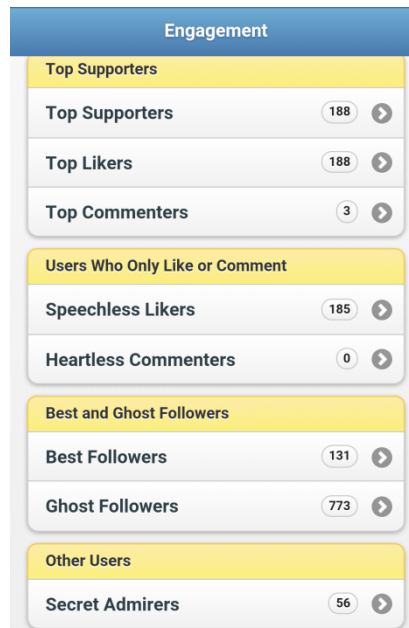 Engagement
Top Supporters
Top Supporters 188
Top Likers 188
Top Commenters 3
Users Who Only Like or Comment
Speechless Likers 185
Heartless Commenters 0
Best and Ghost Followers
Best Followers 131
Ghost Followers 773
Other Users
Secret Admirers 56